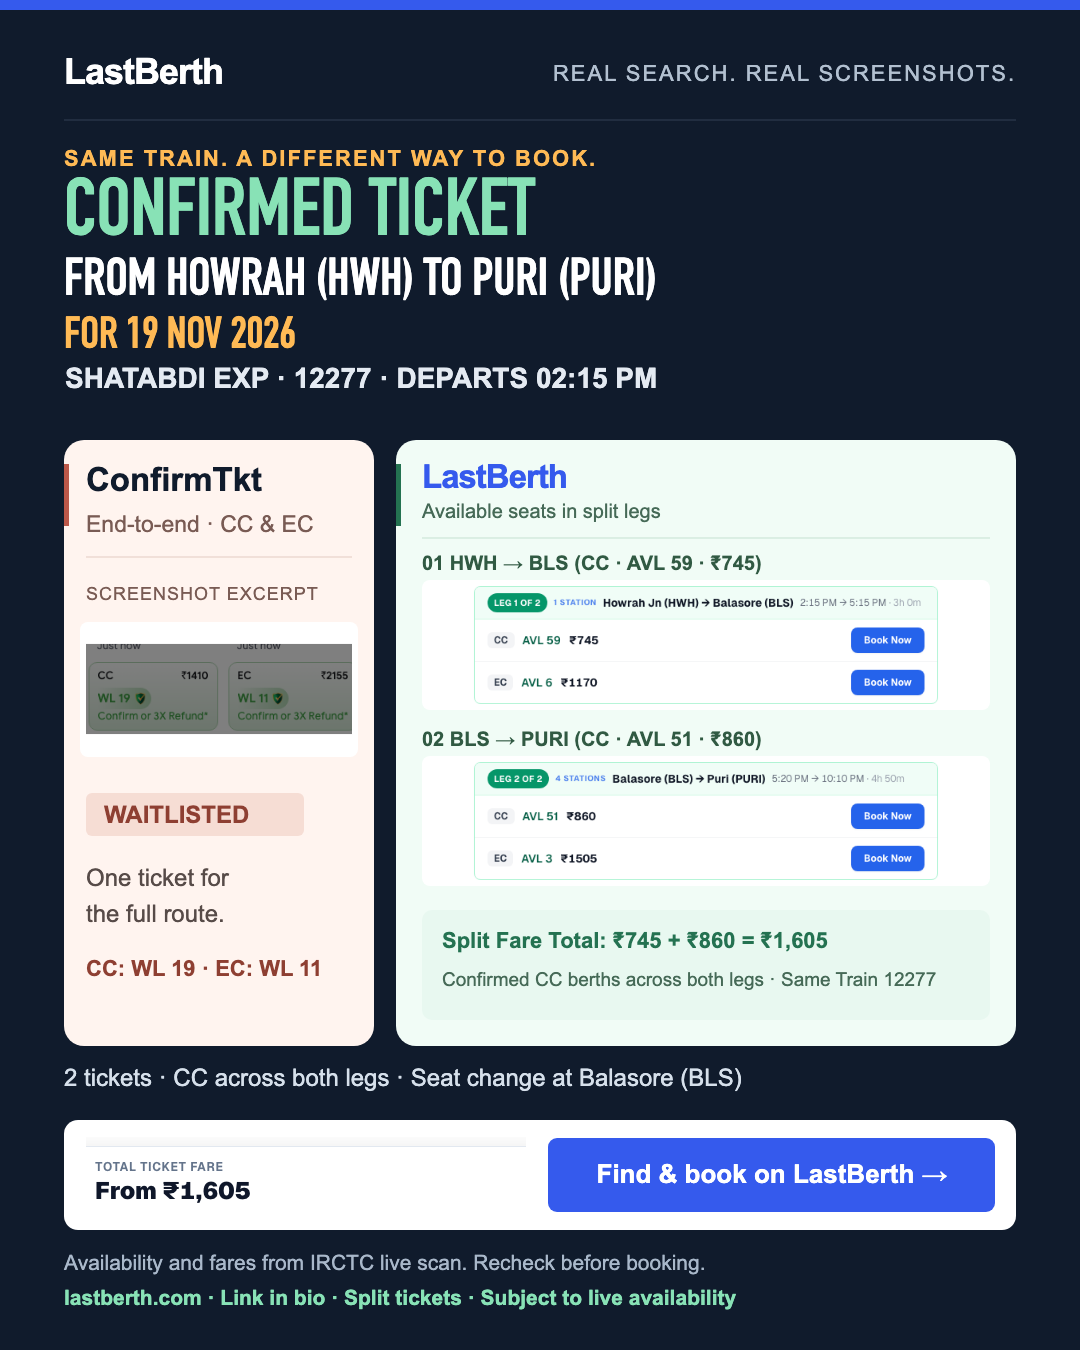 LastBerth
REAL SEARCH. REAL SCREENSHOTS.
SAME TRAIN. A DIFFERENT WAY TO BOOK.
CONFIRMED TICKET
FROM HOWRAH (HWH) TO PURI (PURI)
FOR 19 NOV 2026
SHATABDI EXP · 12277 · DEPARTS 02:15 PM
ConfirmTkt
End-to-end · CC & EC
SCREENSHOT EXCERPT
Just now Just now
CC ₹1410 EC ₹2155
WL 19 WL 11
Confirm or 3X Refund* Confirm or 3X Refund*
WAITLISTED
One ticket for
the full route.
CC: WL 19 · EC: WL 11
LastBerth
Available seats in split legs
01 HWH → BLS (CC · AVL 59 · ₹745)
LEG 1 OF 2 1 STATION Howrah Jn (HWH) → Balasore (BLS) 2:15 PM → 5:15 PM · 3h 0m
CC AVL 59 ₹745 Book Now
EC AVL 6 ₹1170 Book Now
02 BLS → PURI (CC · AVL 51 · ₹860)
LEG 2 OF 2 4 STATIONS Balasore (BLS) → Puri (PURI) 5:20 PM → 10:10 PM · 4h 50m
CC AVL 51 ₹860 Book Now
EC AVL 3 ₹1505 Book Now
Split Fare Total: ₹745 + ₹860 = ₹1,605
Confirmed CC berths across both legs · Same Train 12277
2 tickets · CC across both legs · Seat change at Balasore (BLS)
TOTAL TICKET FARE
From ₹1,605
Find & book on LastBerth →
Availability and fares from IRCTC live scan. Recheck before booking.
lastberth.com · Link in bio · Split tickets · Subject to live availability